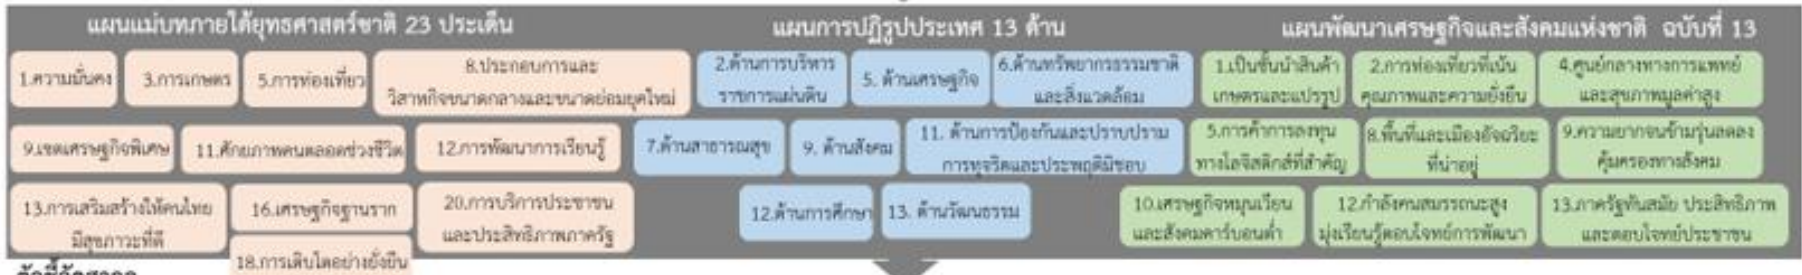 แผนแม่บทภายใต้ยุทธศาสตร์ชาติ 23 ประเด็น
แผนการปฏิรูปประเทศ 13 ด้าน
แผนพัฒนาเศรษฐกิจและสังคมแห่งชาติ ฉบับที่ 13
1.ความมั่นคง
3.การเกษตร
5.การท่องเที่ยว
8.ประกอบการและ
วิสาหกิจขนาดกลางและขนาดย่อมยุคใหม่
2.ด้านการบริหาร
ราชการแผ่นดิน
5. ด้านเศรษฐกิจ
6.ด้านทรัพยากรธรรมชาติ
และสิ่งแวดล้อม
1.เป็นชั้นนำสินค้า
เกษตรและแปรรูป
2.การท่องเที่ยวที่เน้น
คุณภาพและความยั่งยืน
4.ศูนย์กลางทางการแพทย์
และสุขภาพมูลค่าสูง
9.เขตเศรษฐกิจพิเศษ
11.ศักยภาพคนตลอดช่วงชีวิต
12.การพัฒนาการเรียนรู้
7.ด้านสาธารณสุข
9. ด้านสังคม
11. ด้านการป้องกันและปราบปราม
การทุจริตและประพฤติมิชอบ
5.การค้าการลงทุน
ทางโลจิสติกส์ที่สำคัญ
8.พื้นที่และเมืองอัจฉริยะ
ที่น่าอยู่
9.ความยากจนข้ามรุ่นลดลง
คุ้มครองทางสังคม
13.การเสริมสร้างให้คนไทย
มีสุขภาวะที่ดี
16.เศรษฐกิจฐานราก
20.การบริการประชาชน
และประสิทธิภาพภาครัฐ
12.ด้านการศึกษา
13. ด้านวัฒนธรรม
10.เศรษฐกิจหมุนเวียน
และสังคมคาร์บอนต่ำ
12.กำลังคนสมรรถนะสูง
มุ่งเรียนรู้ตอบโจทย์การพัฒนา
13.ภาครัฐทันสมัย ประสิทธิภาพ
และตอบโจทย์ประชาชน
18.การเติบโตอย่างยั่งยืน